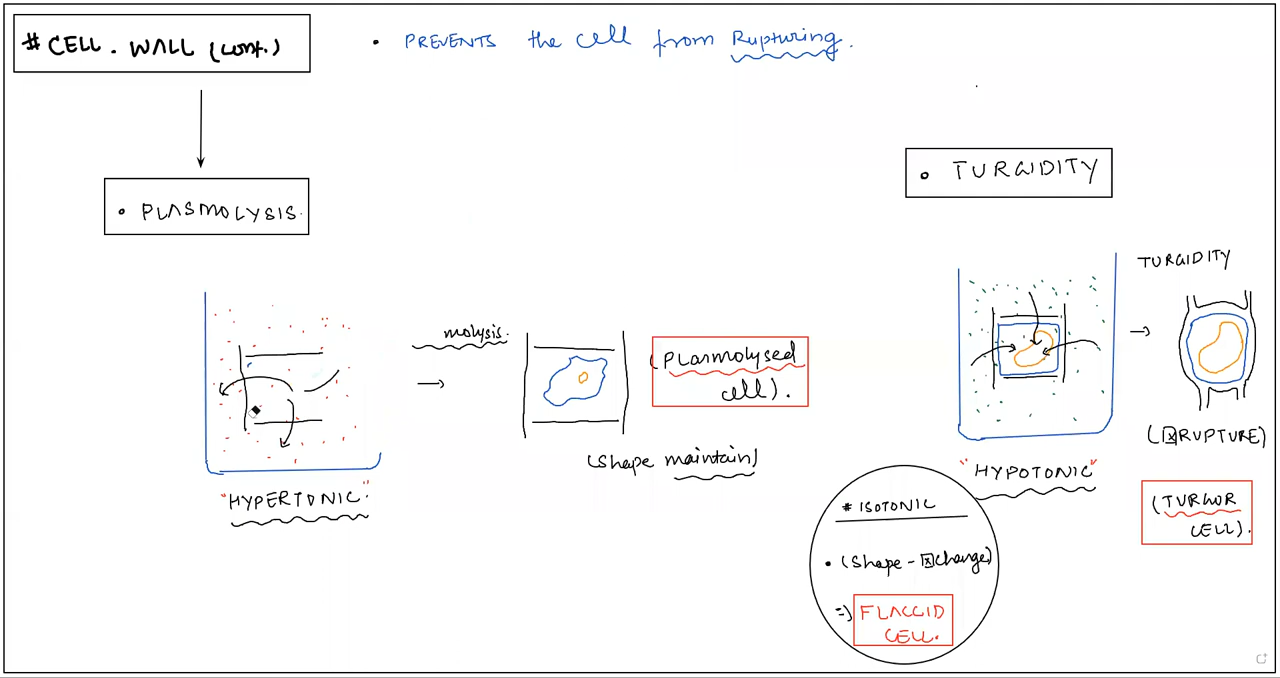 # CELL. WALL (cont.)
• PREVENTS the cell from Rupturing.
• PLASMOLYSIS.
• TURGIDITY
TURGIDITY
molysis.
(Plasmolysed
cell).
(shape maintain)
"HYPERTONIC."
"HYPOTONIC"
(☒RUPTURE)
(TURGOR
CELL).
# ISOTONIC
• (shape - ☒change)
=) FLACCID
CELL.